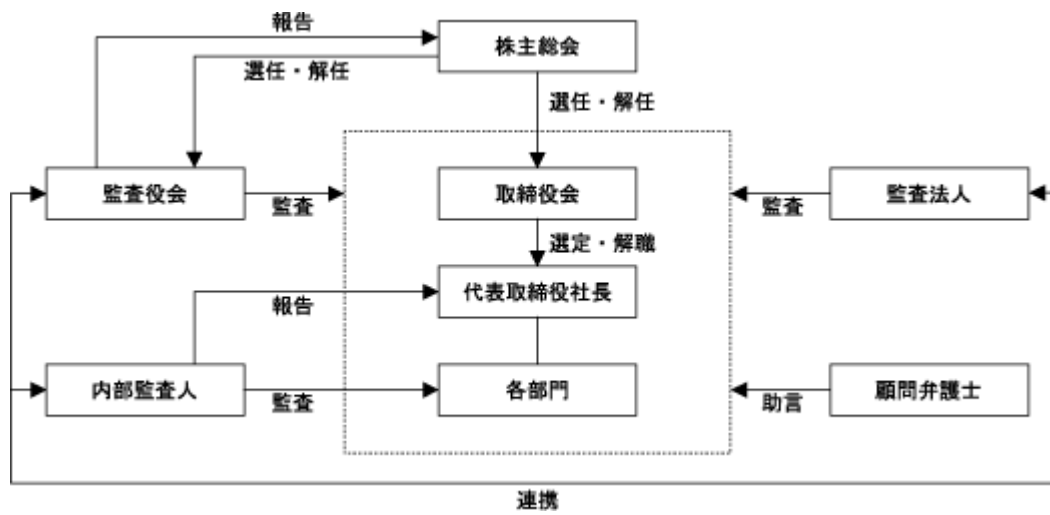 報告
株主総会
選任・解任
選任・解任
監査役会
監査
取締役会
監査
監査法人
選定・解職
代表取締役社長
報告
内部監査人
監査
各部門
助言
顧問弁護士
連携